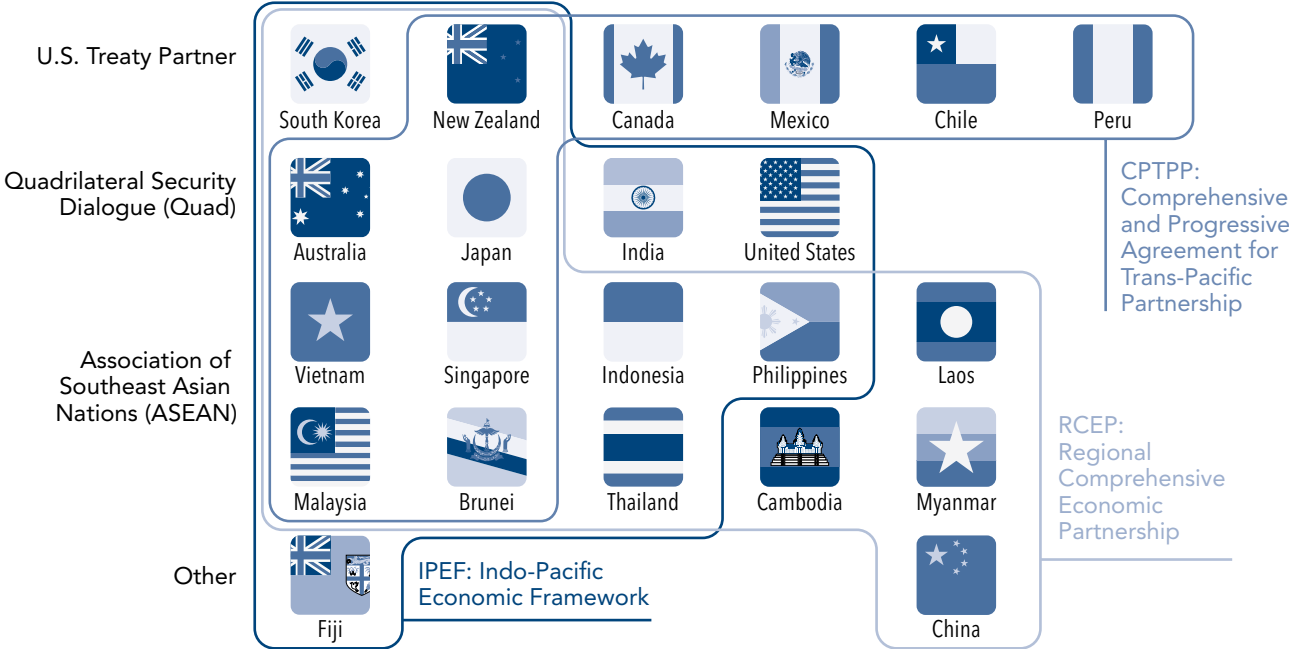 U.S. Treaty Partner
South Korea
New Zealand
Canada
Mexico
Chile
Peru
Quadrilateral Security
Dialogue (Quad)
Australia
Japan
India
United States
CPTPP:
Comprehensive
and Progressive
Agreement for
Trans-Pacific
Partnership
Association of
Southeast Asian
Nations (ASEAN)
Vietnam
Singapore
Indonesia
Philippines
Laos
Malaysia
Brunei
Thailand
Cambodia
Myanmar
RCEP:
Regional
Comprehensive
Economic
Partnership
Other
Fiji
IPEF: Indo-Pacific
Economic Framework
China